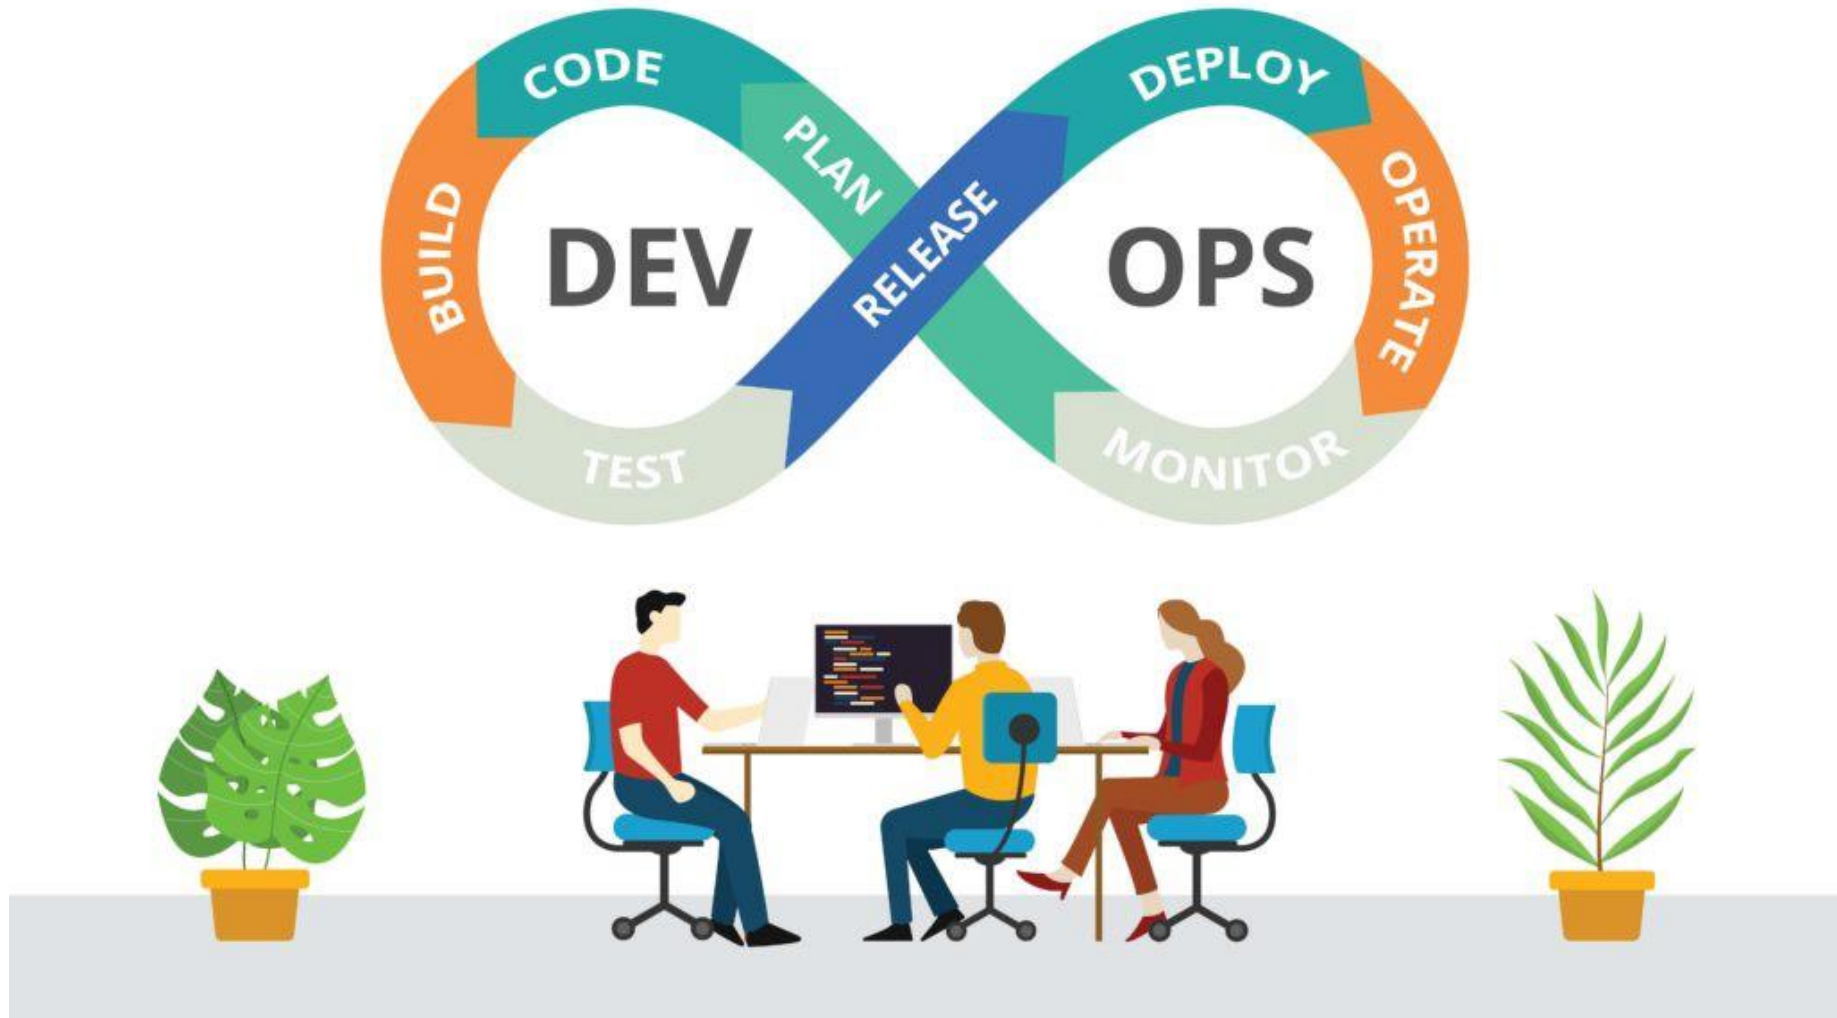 CODE
PLAN
BUILD
TEST
DEV
RELEASE
DEPLOY
OPERATE
MONITOR
OPS